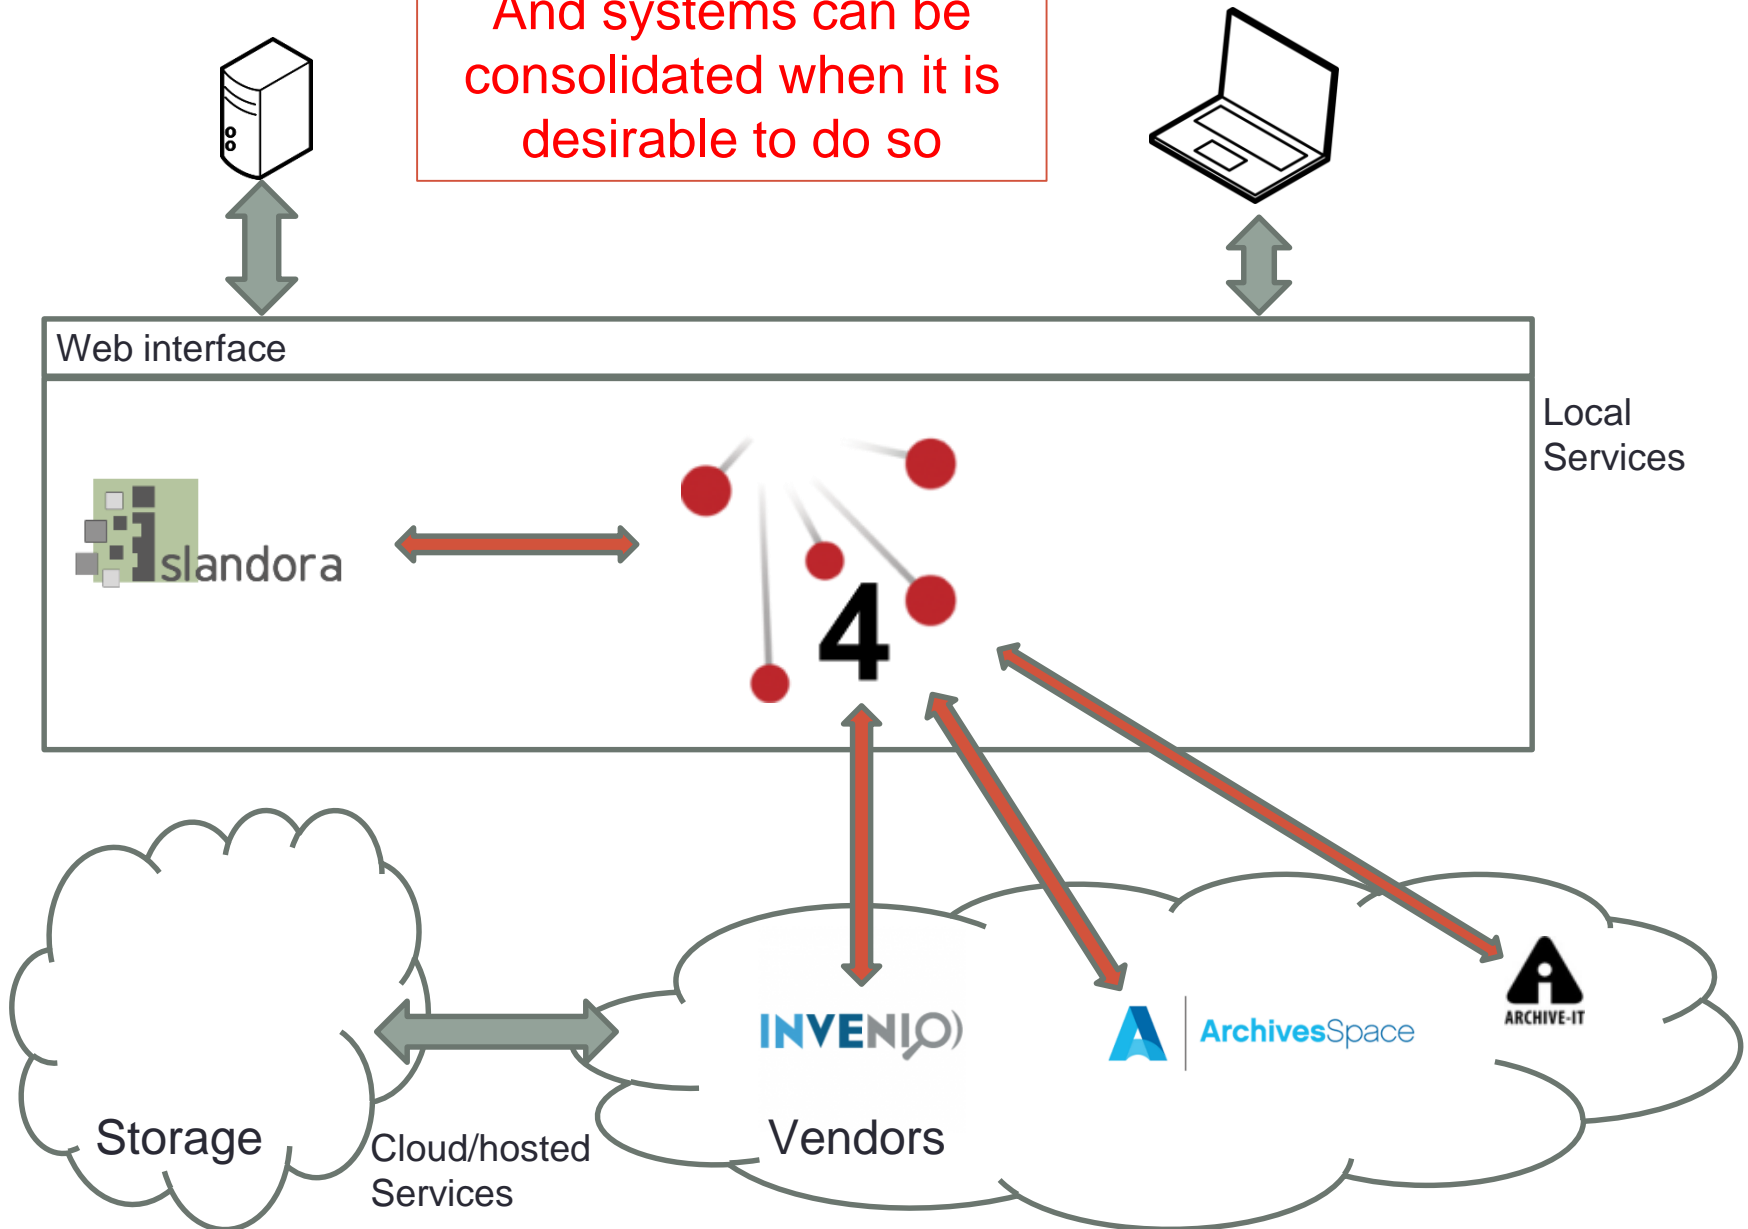 And systems can be
consolidated when it is
desirable to do so
Web interface
Local
Services
islandora
4
INVENIO
ArchivesSpace
ARCHIVE-IT
Storage
Cloud/hosted
Services
Vendors